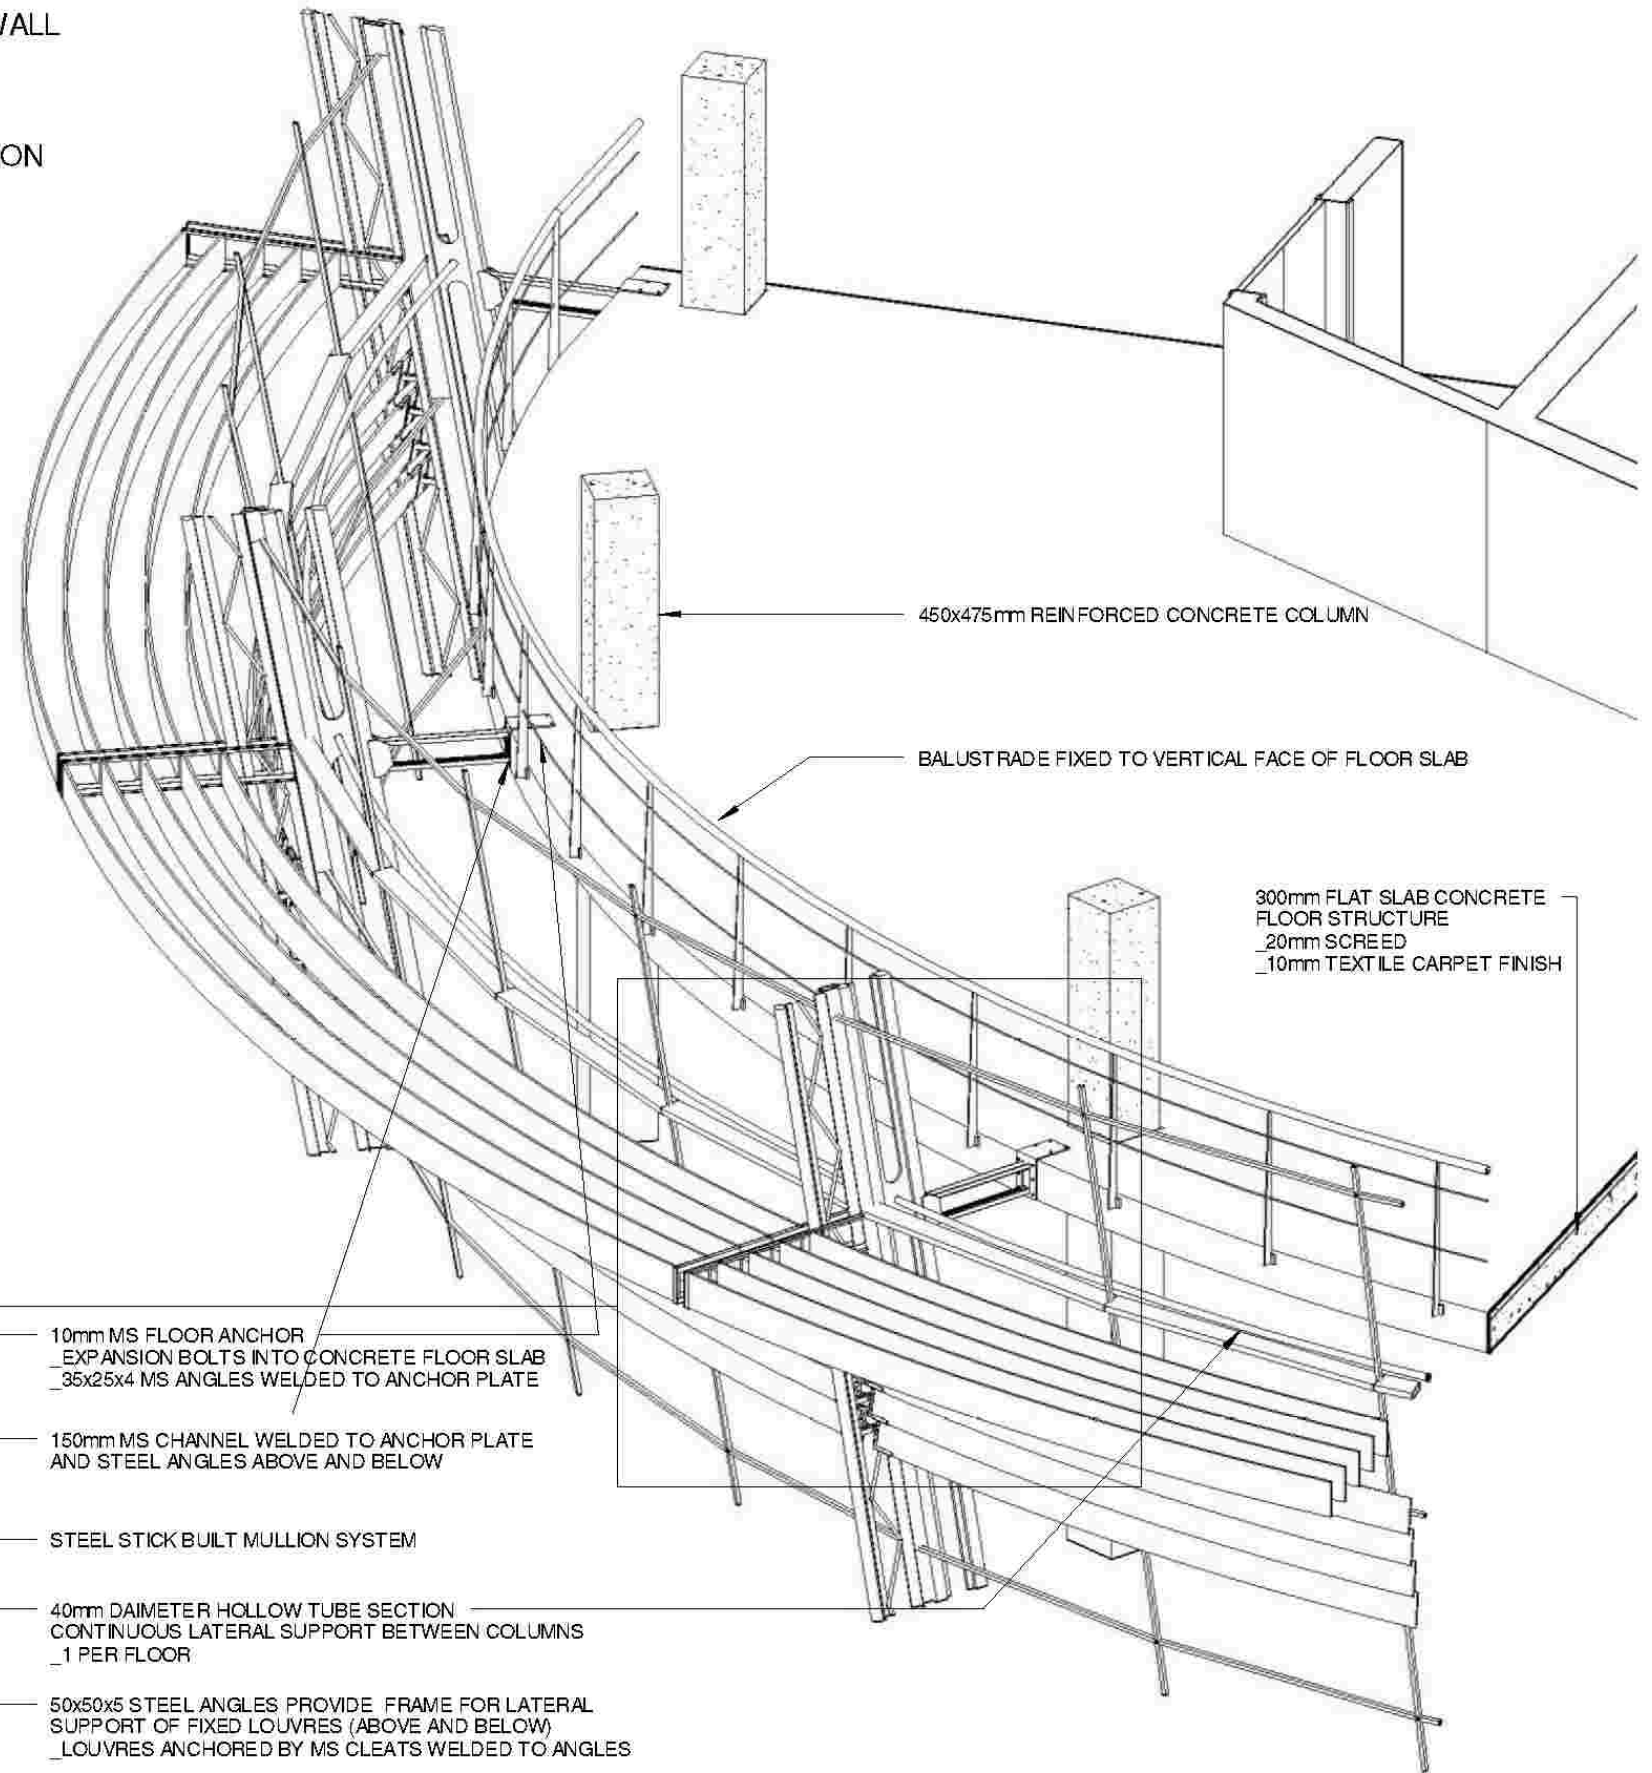 WALL
ON
450x475mm REINFORCED CONCRETE COLUMN
BALUSTRADE FIXED TO VERTICAL FACE OF FLOOR SLAB
300mm FLAT SLAB CONCRETE
FLOOR STRUCTURE
_20mm SCREED
_10mm TEXTILE CARPET FINISH
10mm MS FLOOR ANCHOR
_EXPANSION BOLTS INTO CONCRETE FLOOR SLAB
_35x25x4 MS ANGLES WELDED TO ANCHOR PLATE
150mm MS CHANNEL WELDED TO ANCHOR PLATE
AND STEEL ANGLES ABOVE AND BELOW
STEEL STICK BUILT MULLION SYSTEM
40mm DAIMETER HOLLOW TUBE SECTION
CONTINUOUS LATERAL SUPPORT BETWEEN COLUMNS
_1 PER FLOOR
50x50x5 STEEL ANGLES PROVIDE FRAME FOR LATERAL
SUPPORT OF FIXED LOUVRES (ABOVE AND BELOW)
_LOUVRES ANCHORED BY MS CLEATS WELDED TO ANGLES